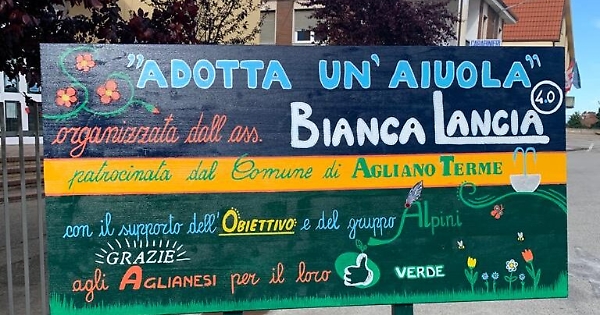 CARABINIERI
"ADOTTA UN'AIUOLA"
4.0
organizzata dall'ass. BIANCA LANCIA
patrocinata dal Comune di AGLIANO TERME
con il supporto dell'OBIETTIVO e del gruppo Alpini
GRAZIE
agli AGLIANESI per il loro VERDE